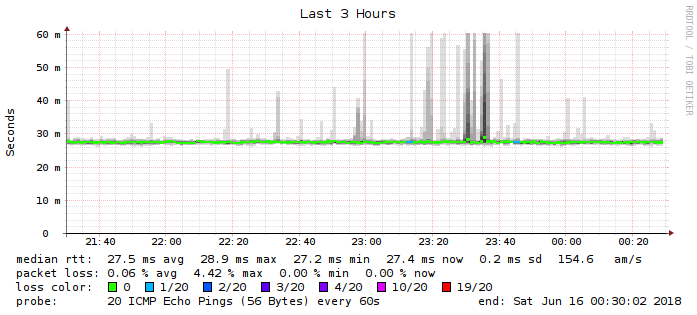 Last 3 Hours
RRDTOOL / TOBI OETIKER
Seconds
60 m
50 m
40 m
30 m
20 m
10 m
0
21:40 22:00 22:20 22:40 23:00 23:20 23:40 00:00 00:20
median rtt: 27.5 ms avg 28.9 ms max 27.2 ms min 27.4 ms now 0.2 ms sd 154.6 am/s
packet loss: 0.06 % avg 4.42 % max 0.00 % min 0.00 % now
loss color: 0 1/20 2/20 3/20 4/20 10/20 19/20
probe: 20 ICMP Echo Pings (56 Bytes) every 60s end: Sat Jun 16 00:30:02 2018